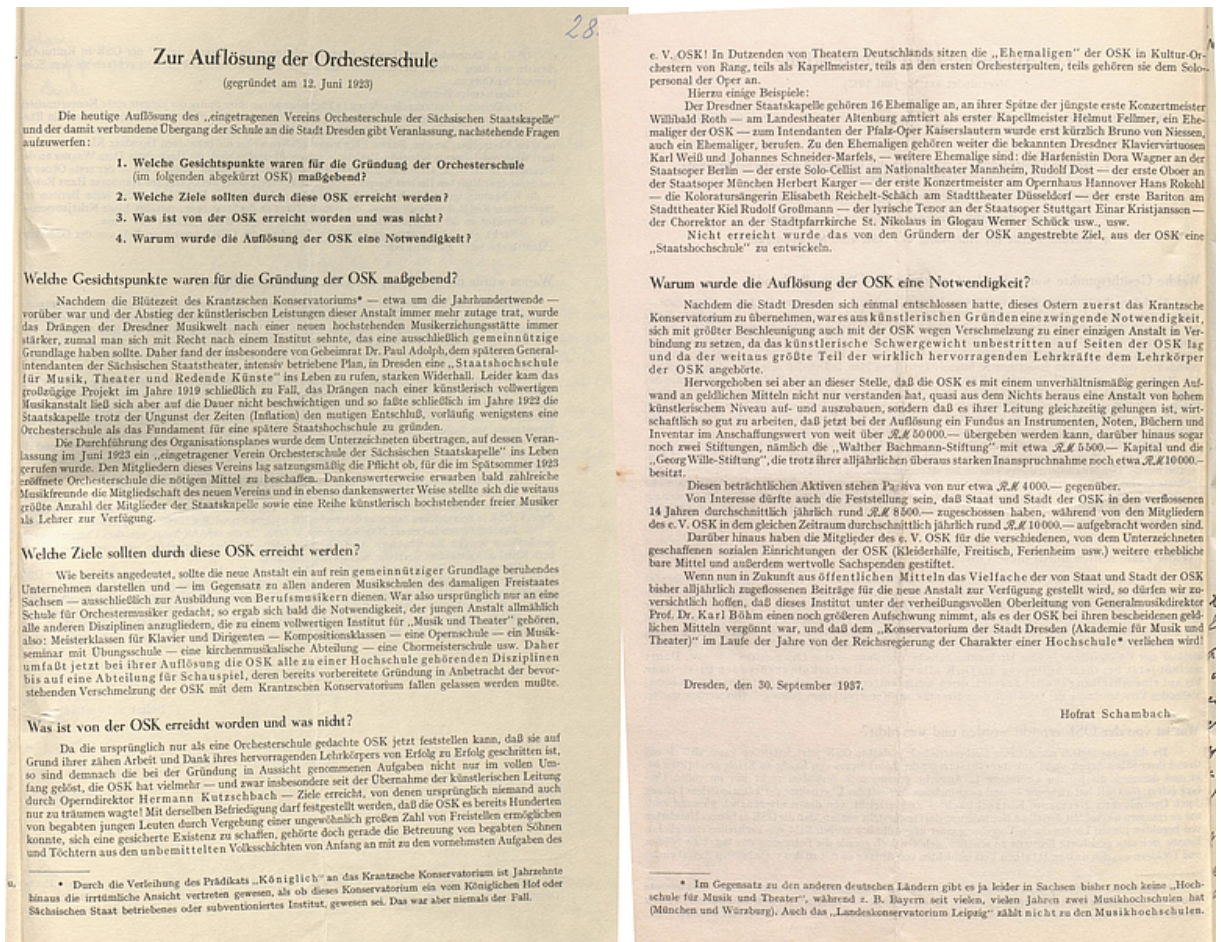 28.
Zur Auflösung der Orchesterschule
(gegründet am 12. Juni 1923)
Die heutige Auflösung des „eingetragenen Vereins Orchesterschule der Sächsischen Staatskapelle“
und der damit verbundene Übergang der Schule an die Stadt Dresden gibt Veranlassung, nachstehende Fragen
aufzuwerfen:
1. Welche Gesichtspunkte waren für die Gründung der Orchesterschule
(im folgenden abgekürzt OSK) maßgebend?
2. Welche Ziele sollten durch diese OSK erreicht werden?
3. Was ist von der OSK erreicht worden und was nicht?
4. Warum wurde die Auflösung der OSK eine Notwendigkeit?
Welche Gesichtspunkte waren für die Gründung der OSK maßgebend?
Nachdem die Blütezeit des Krantzschen Konservatoriums* — etwa um die Jahrhundertwende —
vorüber war und der Abstieg der künstlerischen Leistungen dieser Anstalt immer mehr zutage trat, wurde
das Drängen der Dresdner Musikwelt nach einer neuen hochstehenden Musikerziehungsstätte immer
stärker, zumal man sich mit Recht nach einem Institut sehnte, das eine ausschließlich gemeinnützige
Grundlage haben sollte. Daher fand der insbesondere von Geheimrat Dr. Paul Adolph, dem späteren General-
intendanten der Sächsischen Staatstheater, intensiv betriebene Plan, in Dresden eine „Staatshochschule
für Musik, Theater und Redende Künste“ ins Leben zu rufen, starken Widerhall. Leider kam das
großzügige Projekt im Jahre 1919 schließlich zu Fall, das Drängen nach einer künstlerisch vollwertigen
Musikanstalt ließ sich aber auf die Dauer nicht beschwichtigen und so faßte schließlich im Jahre 1922 die
Staatskapelle trotz der Ungunst der Zeiten (Inflation) den mutigen Entschluß, vorläufig wenigstens eine
Orchesterschule als das Fundament für eine spätere Staatshochschule zu gründen.
Die Durchführung des Organisationsplanes wurde dem Unterzeichneten übertragen, auf dessen Veran-
lassung im Juni 1923 ein „eingetragener Verein Orchesterschule der Sächsischen Staatskapelle“ ins Leben
gerufen wurde. Den Mitgliedern dieses Vereins lag satzungsmäßig die Pflicht ob, für die im Spätsommer 1923
eröffnete Orchesterschule die nötigen Mittel zu beschaffen. Dankenswerterweise erwarben bald zahlreiche
Musikfreunde die Mitgliedschaft des neuen Vereins und in ebenso dankenswerter Weise stellte sich die weitaus
größte Anzahl der Mitglieder der Staatskapelle sowie eine Reihe künstlerisch hochstehender freier Musiker
als Lehrer zur Verfügung.
Welche Ziele sollten durch diese OSK erreicht werden?
Wie bereits angedeutet, sollte die neue Anstalt ein auf rein gemeinnütziger Grundlage beruhendes
Unternehmen darstellen und — im Gegensatz zu allen anderen Musikschulen des damaligen Freistaates
Sachsen — ausschließlich zur Ausbildung von Berufsmusikern dienen. War also ursprünglich nur an eine
Schule für Orchestermusiker gedacht, so ergab sich bald die Notwendigkeit, der jungen Anstalt allmählich
alle anderen Disziplinen anzugliedern, die zu einem vollwertigen Institut für „Musik und Theater“ gehören,
also: Meisterklassen für Klavier und Dirigenten — Kompositionsklassen — eine Opernschule — ein Musik-
seminar mit Übungsschule — eine kirchenmusikalische Abteilung — eine Chormeisterschule usw. Daher
umfaßt jetzt bei ihrer Auflösung die OSK alle zu einer Hochschule gehörenden Disziplinen
bis auf eine Abteilung für Schauspiel, deren bereits vorbereitete Gründung in Anbetracht der bevor-
stehenden Verschmelzung der OSK mit dem Krantzschen Konservatorium fallen gelassen werden mußte.
Was ist von der OSK erreicht worden und was nicht?
Da die ursprünglich nur als eine Orchesterschule gedachte OSK jetzt feststellen kann, daß sie auf
Grund ihrer zähen Arbeit und Dank ihres hervorragenden Lehrkörpers von Erfolg zu Erfolg geschritten ist,
so sind demnach die bei der Gründung in Aussicht genommenen Aufgaben nicht nur im vollen Um-
fang gelöst, die OSK hat vielmehr — und zwar insbesondere seit der Übernahme der künstlerischen Leitung
durch Operndirektor Hermann Kutzschbach — Ziele erreicht, von denen ursprünglich niemand auch
nur zu träumen wagte! Mit derselben Befriedigung darf festgestellt werden, daß die OSK es bereits Hunderten
von begabten jungen Leuten durch Vergebung einer ungewöhnlich großen Zahl von Freistellen ermöglichen
konnte, sich eine gesicherte Existenz zu schaffen, gehörte doch gerade die Betreuung von begabten Söhnen
und Töchtern aus den unbemittelten Volksschichten von Anfang an mit zu den vornehmsten Aufgaben des
* Durch die Verleihung des Prädikats „Königlich“ an das Krantzsche Konservatorium ist Jahrzehnte
hinaus die irrtümliche Ansicht vertreten gewesen, als ob dieses Konservatorium ein vom Königlichen Hof oder
Sächsischen Staat betriebenes oder subventioniertes Institut, gewesen sei. Das war aber niemals der Fall.
e. V. OSK! In Dutzenden von Theatern Deutschlands sitzen die „Ehemaligen“ der OSK in Kultur-Or-
chestern von Rang, teils als Kapellmeister, teils an den ersten Orchesterpulten, teils gehören sie dem Solo-
personal der Oper an.
Hierzu einige Beispiele:
Der Dresdner Staatskapelle gehören 16 Ehemalige an, an ihrer Spitze der jüngste erste Konzertmeister
Willibald Roth — am Landestheater Altenburg amtiert als erster Kapellmeister Helmut Fellmer, ein Ehe-
maliger der OSK — zum Intendanten der Pfalz-Oper Kaiserslautern wurde erst kürzlich Bruno von Niessen,
auch ein Ehemaliger, berufen. Zu den Ehemaligen gehören weiter die bekannten Dresdner Klaviervirtuosen
Karl Weiß und Johannes Schneider-Marfels, — weitere Ehemalige sind: die Harfenistin Dora Wagner an der
Staatsoper Berlin — der erste Solo-Cellist am Nationaltheater Mannheim, Rudolf Dost — der erste Oboer an
der Staatsoper München Herbert Karger — der erste Konzertmeister am Opernhaus Hannover Hans Rokohl
— die Koloratursängerin Elisabeth Reichelt-Schäch am Stadttheater Düsseldorf — der erste Bariton am
Stadttheater Kiel Rudolf Großmann — der lyrische Tenor an der Staatsoper Stuttgart Einar Kristjansson —
der Chorrektor an der Stadtpfarrkirche St. Nikolaus in Glogau Werner Schück usw., usw.
Nicht erreicht wurde das von den Gründern der OSK angestrebte Ziel, aus der OSK eine
„Staatshochschule“ zu entwickeln.
Warum wurde die Auflösung der OSK eine Notwendigkeit?
Nachdem die Stadt Dresden sich einmal entschlossen hatte, dieses Ostern zuerst das Krantzsche
Konservatorium zu übernehmen, war es aus künstlerischen Gründen eine zwingende Notwendigkeit,
sich mit größter Beschleunigung auch mit der OSK wegen Verschmelzung zu einer einzigen Anstalt in Ver-
bindung zu setzen, da das künstlerische Schwergewicht unbestritten auf Seiten der OSK lag
und da der weitaus größte Teil der wirklich hervorragenden Lehrkräfte dem Lehrkörper
der OSK angehörte.
Hervorgehoben sei aber an dieser Stelle, daß die OSK es mit einem unverhältnismäßig geringen Auf-
wand an geldlichen Mitteln nicht nur verstanden hat, quasi aus dem Nichts heraus eine Anstalt von hohem
künstlerischem Niveau auf- und auszubauen, sondern daß es ihrer Leitung gleichzeitig gelungen ist, wirt-
schaftlich so gut zu arbeiten, daß jetzt bei der Auflösung ein Fundus an Instrumenten, Noten, Büchern und
Inventar im Anschaffungswert von weit über RM 50000.— übergeben werden kann, darüber hinaus sogar
noch zwei Stiftungen, nämlich die „Walther Bachmann-Stiftung“ mit etwa RM 5500.— Kapital und die
„Georg Wille-Stiftung“, die trotz ihrer alljährlichen überaus starken Inanspruchnahme noch etwa RM 10000.—
besitzt.
Diesen beträchtlichen Aktiven stehen Passiva von nur etwa RM 4000.— gegenüber.
Von Interesse dürfte auch die Feststellung sein, daß Staat und Stadt der OSK in den verflossenen
14 Jahren durchschnittlich jährlich rund RM 8500.— zugeschossen haben, während von den Mitgliedern
des e. V. OSK in dem gleichen Zeitraum durchschnittlich jährlich rund RM 10000.— aufgebracht worden sind.
Darüber hinaus haben die Mitglieder des e. V. OSK für die verschiedenen, von dem Unterzeichneten
geschaffenen sozialen Einrichtungen der OSK (Kleiderhilfe, Freitisch, Ferienheim usw.) weitere erhebliche
bare Mittel und außerdem wertvolle Sachspenden gestiftet.
Wenn nun in Zukunft aus öffentlichen Mitteln das Vielfache der von Staat und Stadt der OSK
bisher alljährlich zugeflossenen Beiträge für die neue Anstalt zur Verfügung gestellt wird, so dürfen wir zu-
versichtlich hoffen, daß dieses Institut unter der verheißungsvollen Oberleitung von Generalmusikdirektor
Prof. Dr. Karl Böhm einen noch größeren Aufschwung nimmt, als es der OSK bei ihren bescheidenen geld-
lichen Mitteln vergönnt war, und daß dem „Konservatorium der Stadt Dresden (Akademie für Musik und
Theater)“ im Laufe der Jahre von der Reichsregierung der Charakter einer Hochschule* verliehen wird!
Dresden, den 30. September 1937.
Hofrat Schambach
* Im Gegensatz zu den anderen deutschen Ländern gibt es ja leider in Sachsen bisher noch keine „Hoch-
schule für Musik und Theater“, während z. B. Bayern seit vielen, vielen Jahren zwei Musikhochschulen hat
(München und Würzburg). Auch das „Landeskonservatorium Leipzig“ zählt nicht zu den Musikhochschulen.